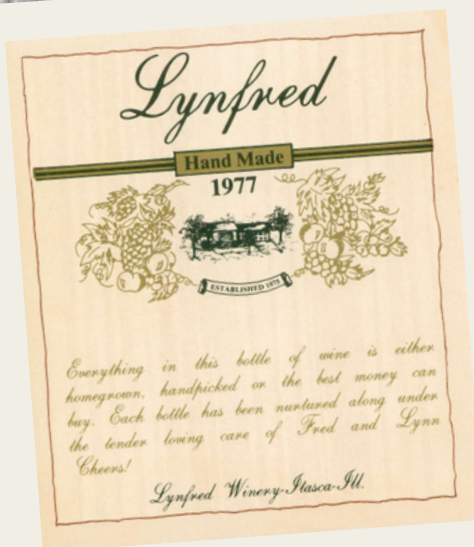 Lynfred
Hand Made
1977
ESTABLISHED 1975
Everything in this bottle of wine is either
homegrown, handpicked or the best money can
buy. Each bottle has been nurtured along under
the tender loving care of Fred and Lynn
Cheers!
Lynfred Winery-Itasca-Ill.